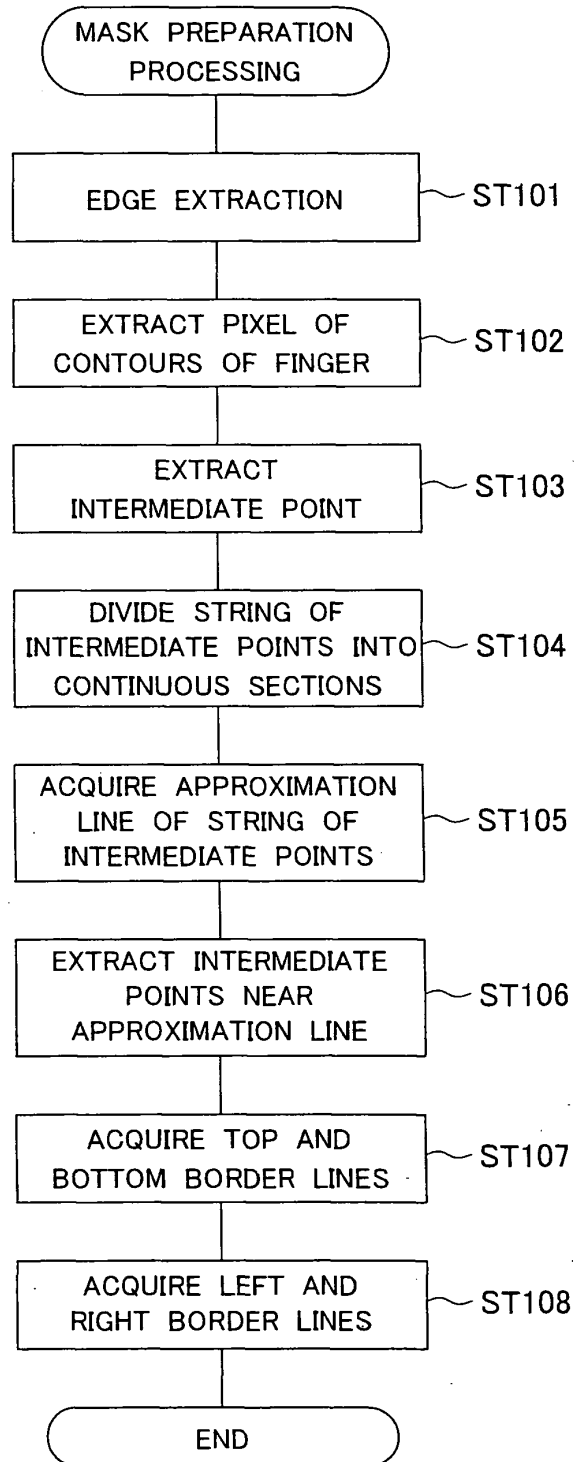 MASK PREPARATION
PROCESSING
EDGE EXTRACTION
ST101
EXTRACT PIXEL OF
CONTOURS OF FINGER
ST102
EXTRACT
INTERMEDIATE POINT
ST103
DIVIDE STRING OF
INTERMEDIATE POINTS INTO
CONTINUOUS SECTIONS
ST104
ACQUIRE APPROXIMATION
LINE OF STRING OF
INTERMEDIATE POINTS
ST105
EXTRACT INTERMEDIATE
POINTS NEAR
APPROXIMATION LINE
ST106
ACQUIRE TOP AND
BOTTOM BORDER LINES
ST107
ACQUIRE LEFT AND
RIGHT BORDER LINES
ST108
END